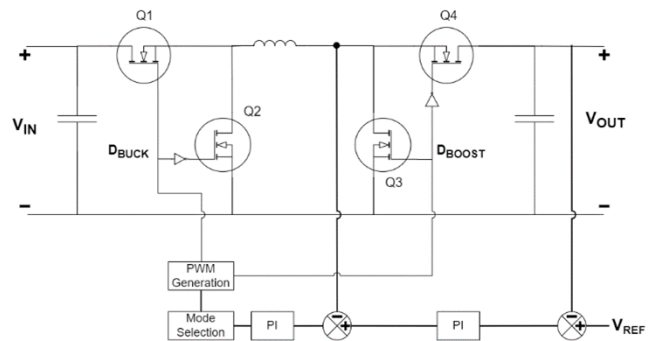 Q1
Q4
+
+
Q2
VIN
VOUT
DBUCK
DBOOST
Q3
−
−
PWM
Generation
Mode
Selection
PI
−
+
PI
−
+
VREF